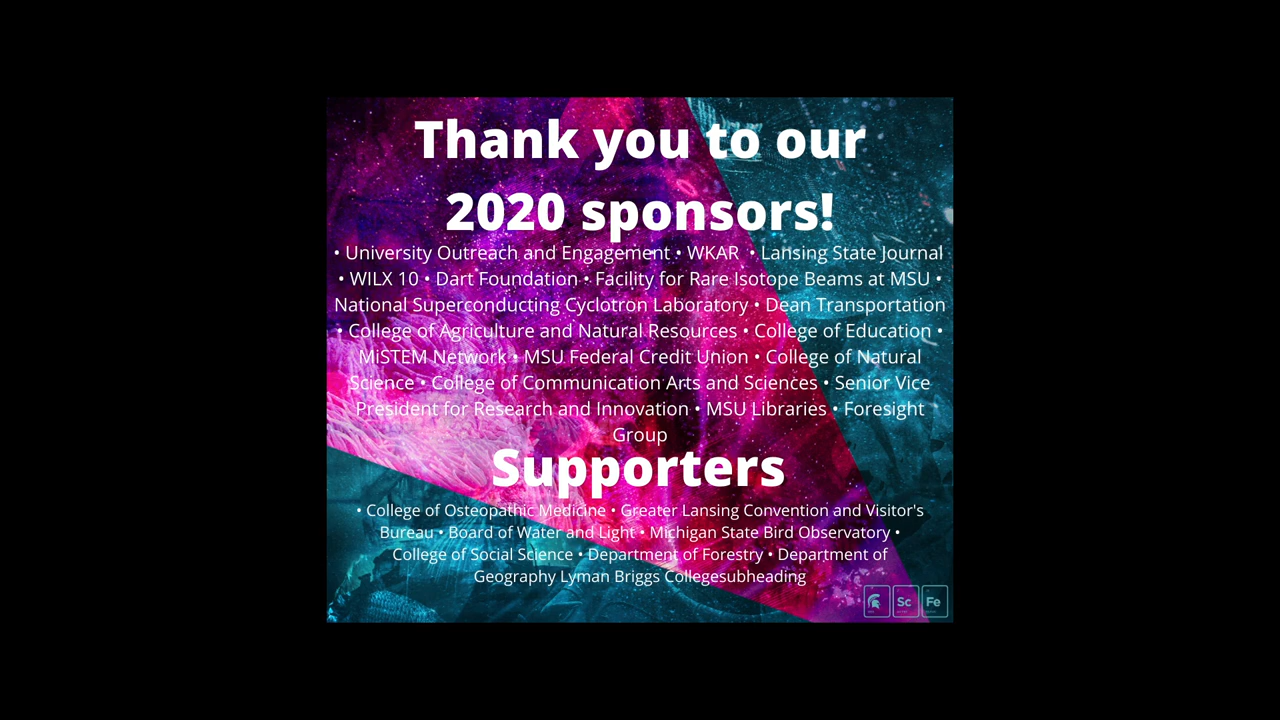 Thank you to our
2020 sponsors!
• University Outreach and Engagement • WKAR • Lansing State Journal
• WILX 10 • Dart Foundation • Facility for Rare Isotope Beams at MSU •
National Superconducting Cyclotron Laboratory • Dean Transportation
• College of Agriculture and Natural Resources • College of Education •
MiSTEM Network • MSU Federal Credit Union • College of Natural
Science • College of Communication Arts and Sciences • Senior Vice
President for Research and Innovation • MSU Libraries • Foresight
Group
Supporters
• College of Osteopathic Medicine • Greater Lansing Convention and Visitor's
Bureau • Board of Water and Light • Michigan State Bird Observatory •
College of Social Science • Department of Forestry • Department of
Geography Lyman Briggs Collegesubheading
Sc Fe